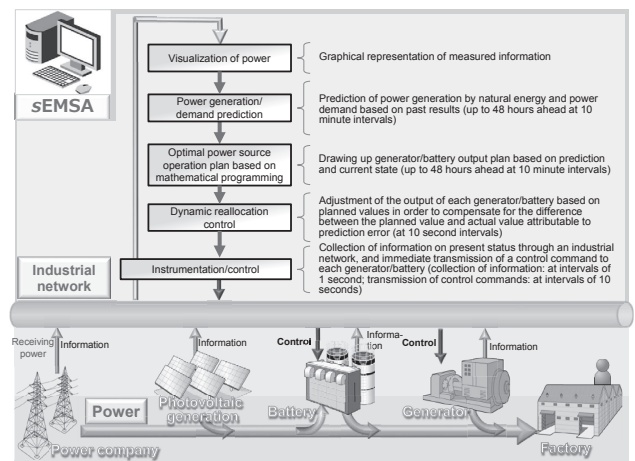 Visualization of power
Graphical representation of measured information
sEMSA
Power generation/
demand prediction
Prediction of power generation by natural energy and power
demand based on past results (up to 48 hours ahead at 10
minute intervals)
Optimal power source
operation plan based on
mathematical programming
Drawing up generator/battery output plan based on prediction
and current state (up to 48 hours ahead at 10 minute intervals)
Dynamic reallocation
control
Adjustment of the output of each generator/battery based on
planned values in order to compensate for the difference
between the planned value and actual value attributable to
prediction error (at 10 second intervals)
Instrumentation/control
Collection of information on present status through an industrial
network, and immediate transmission of a control command to
each generator/battery (collection of information: at intervals of
1 second; transmission of control commands: at intervals of 10
seconds)
Industrial
network
Receiving
power
Information
Information
Control
Informa-
tion
Control
Information
Photovoltaic
generation
Battery
Generator
Power
Power company
Factory